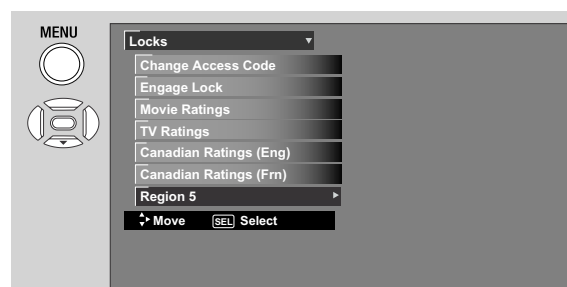 MENU
Locks
Change Access Code
Engage Lock
Movie Ratings
TV Ratings
Canadian Ratings (Eng)
Canadian Ratings (Frn)
Region 5
Move SEL Select